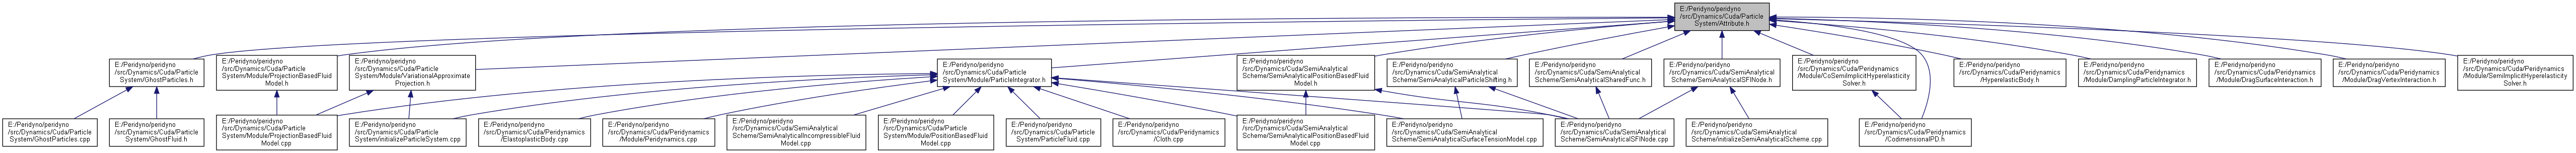 E:/Peridyno/peridyno
/src/Dynamics/Cuda/Particle
System/Attribute.h
E:/Peridyno/peridyno
/src/Dynamics/Cuda/Particle
System/GhostParticles.h
E:/Peridyno/peridyno
/src/Dynamics/Cuda/Particle
System/Module/ProjectionBasedFluid
Model.h
E:/Peridyno/peridyno
/src/Dynamics/Cuda/Particle
System/Module/VariationalApproximate
Projection.h
E:/Peridyno/peridyno
/src/Dynamics/Cuda/Particle
System/Module/ParticleIntegrator.h
E:/Peridyno/peridyno
/src/Dynamics/Cuda/SemiAnalytical
Scheme/SemiAnalyticalPositionBasedFluid
Model.h
E:/Peridyno/peridyno
/src/Dynamics/Cuda/SemiAnalytical
Scheme/SemiAnalyticalParticleShifting.h
E:/Peridyno/peridyno
/src/Dynamics/Cuda/SemiAnalytical
Scheme/SemiAnalyticalSharedFunc.h
E:/Peridyno/peridyno
/src/Dynamics/Cuda/SemiAnalytical
Scheme/SemiAnalyticalSFINode.h
E:/Peridyno/peridyno
/src/Dynamics/Cuda/Peridynamics
/Module/CoSemiImplicitHyperelasticity
Solver.h
E:/Peridyno/peridyno
/src/Dynamics/Cuda/Peridynamics
/HyperelasticBody.h
E:/Peridyno/peridyno
/src/Dynamics/Cuda/Peridynamics
/Module/DamplingParticleIntegrator.h
E:/Peridyno/peridyno
/src/Dynamics/Cuda/Peridynamics
/Module/DragSurfaceInteraction.h
E:/Peridyno/peridyno
/src/Dynamics/Cuda/Peridynamics
/Module/DragVertexInteraction.h
E:/Peridyno/peridyno
/src/Dynamics/Cuda/Peridynamics
/Module/SemiImplicitHyperelasticity
Solver.h
E:/Peridyno/peridyno
/src/Dynamics/Cuda/Particle
System/GhostParticles.cpp
E:/Peridyno/peridyno
/src/Dynamics/Cuda/Particle
System/GhostFluid.h
E:/Peridyno/peridyno
/src/Dynamics/Cuda/Particle
System/Module/ProjectionBasedFluid
Model.cpp
E:/Peridyno/peridyno
/src/Dynamics/Cuda/Particle
System/initializeParticleSystem.cpp
E:/Peridyno/peridyno
/src/Dynamics/Cuda/Peridynamics
/ElastoplasticBody.cpp
E:/Peridyno/peridyno
/src/Dynamics/Cuda/Peridynamics
/Module/Peridynamics.cpp
E:/Peridyno/peridyno
/src/Dynamics/Cuda/SemiAnalytical
Scheme/SemiAnalyticalIncompressibleFluid
Model.cpp
E:/Peridyno/peridyno
/src/Dynamics/Cuda/Particle
System/Module/PositionBasedFluid
Model.cpp
E:/Peridyno/peridyno
/src/Dynamics/Cuda/Particle
System/ParticleFluid.cpp
E:/Peridyno/peridyno
/src/Dynamics/Cuda/Peridynamics
/Cloth.cpp
E:/Peridyno/peridyno
/src/Dynamics/Cuda/SemiAnalytical
Scheme/SemiAnalyticalPositionBasedFluid
Model.cpp
E:/Peridyno/peridyno
/src/Dynamics/Cuda/SemiAnalytical
Scheme/SemiAnalyticalSurfaceTensionModel.cpp
E:/Peridyno/peridyno
/src/Dynamics/Cuda/SemiAnalytical
Scheme/SemiAnalyticalSFINode.cpp
E:/Peridyno/peridyno
/src/Dynamics/Cuda/SemiAnalytical
Scheme/initializeSemiAnalyticalScheme.cpp
E:/Peridyno/peridyno
/src/Dynamics/Cuda/Peridynamics
/CodimensionalPD.h